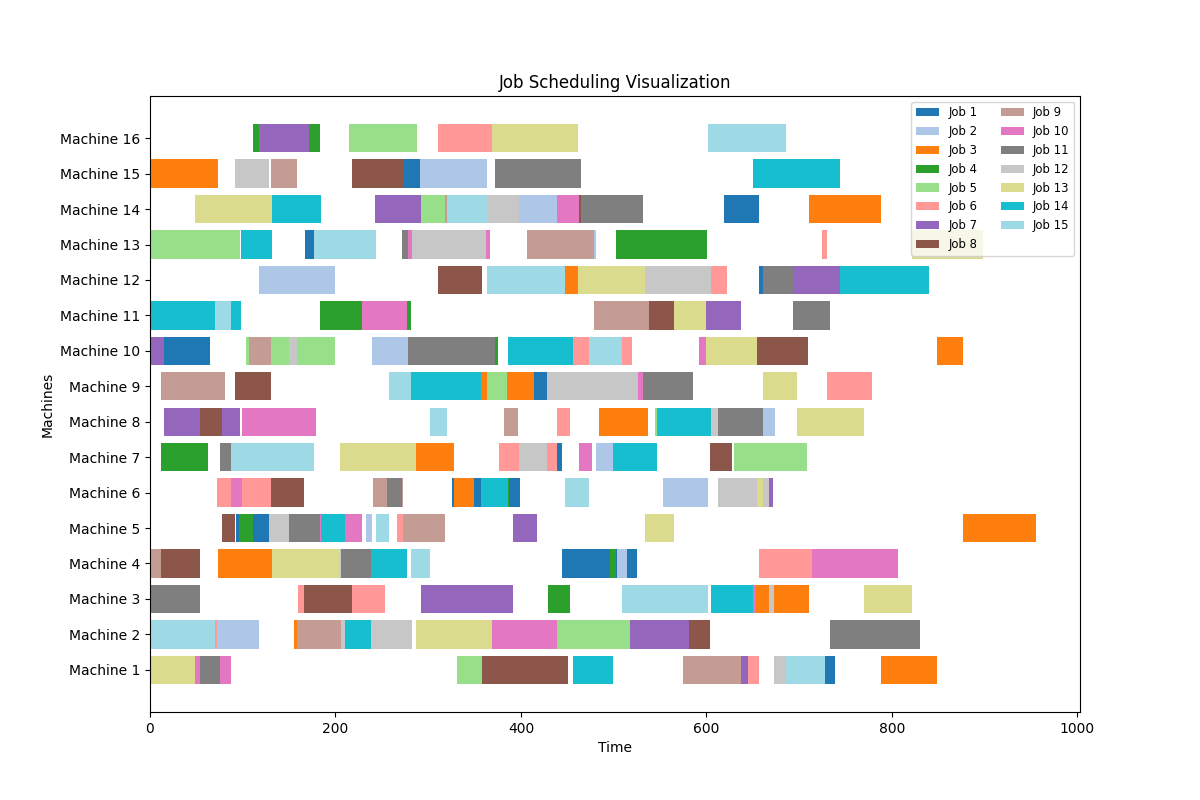 Job Scheduling Visualization
Machine 16
Machine 15
Machine 14
Machine 13
Machine 12
Machine 11
Machine 10
Machine 9
Machine 8
Machine 7
Machine 6
Machine 5
Machine 4
Machine 3
Machine 2
Machine 1
Machines
0 200 400 600 800 1000
Time
Job 1
Job 2
Job 3
Job 4
Job 5
Job 6
Job 7
Job 8
Job 9
Job 10
Job 11
Job 12
Job 13
Job 14
Job 15